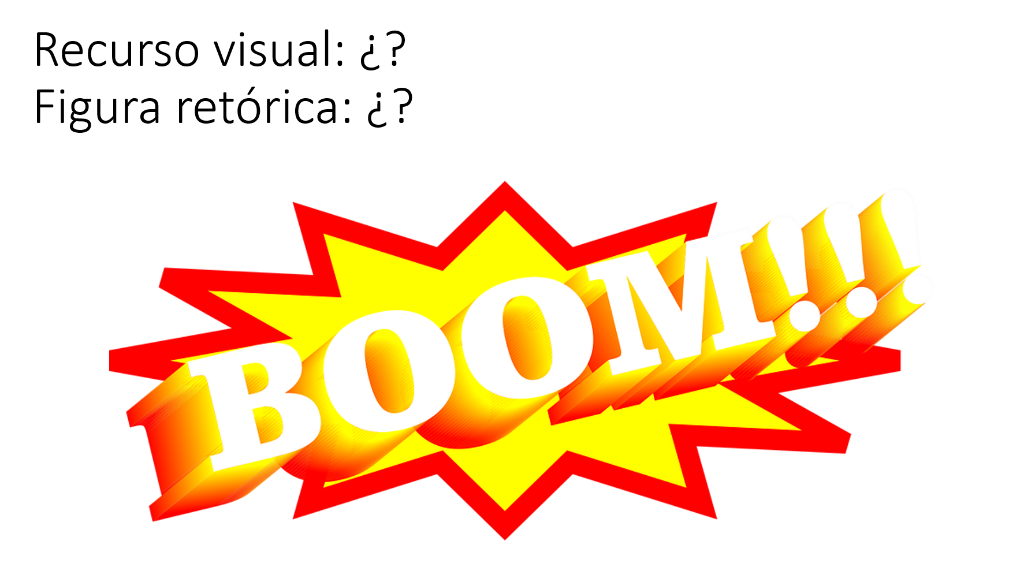 Recurso visual: ¿?
Figura retórica: ¿?
BOOM!!!